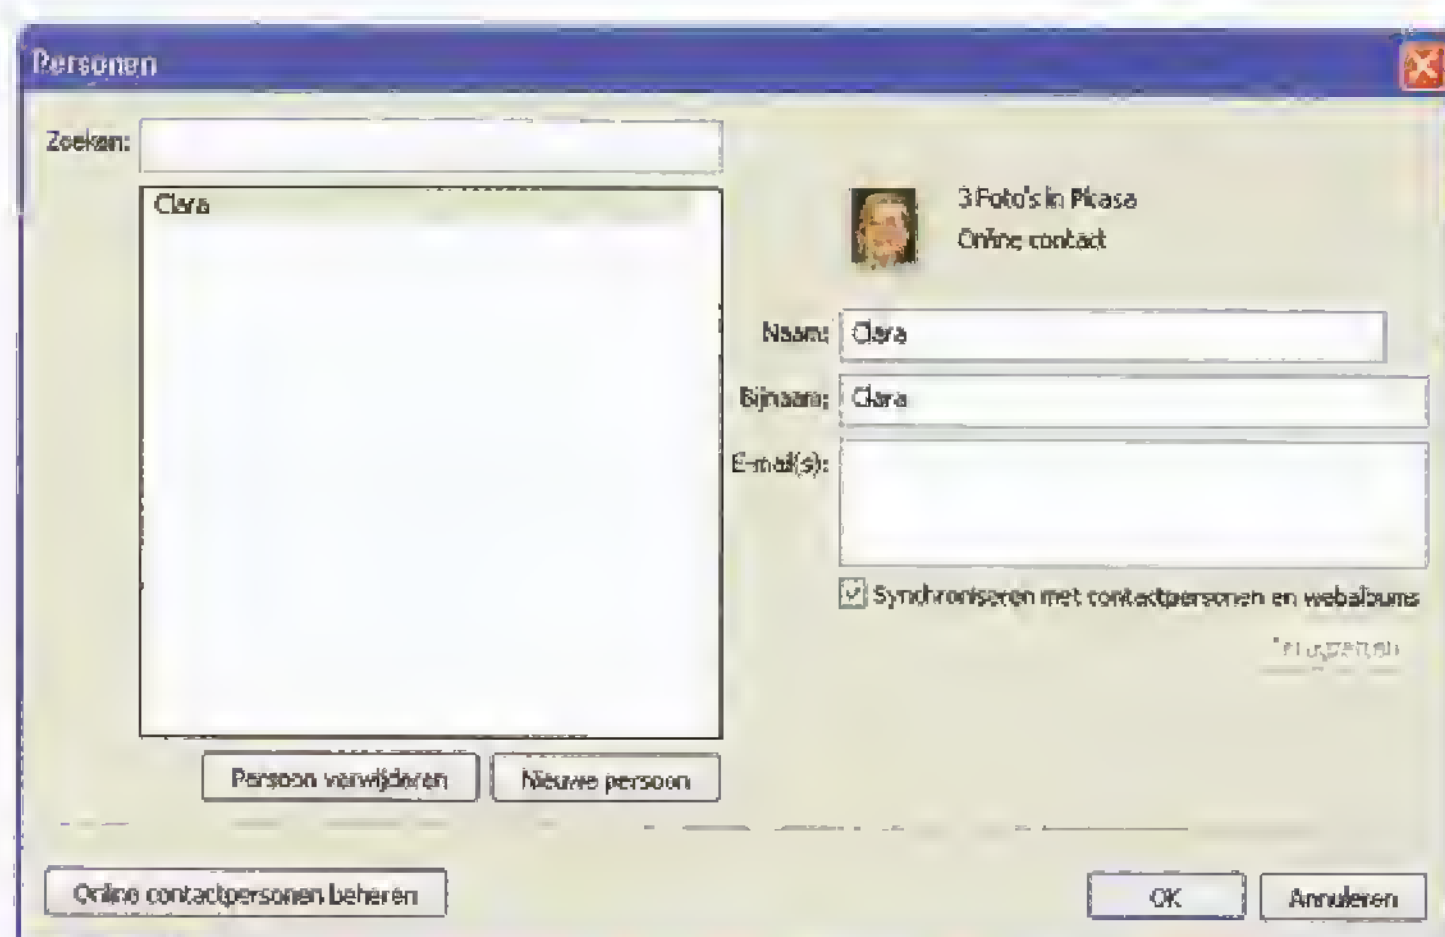 Personen
Zoeken:
Clara
3 Foto's in Picasa
Online contact
Naam: Clara
Bijnaam: Clara
E-mail(s):
Synchroniseren met contactpersonen en webalbums
Persoon verwijderen
Nieuwe persoon
Online contactpersonen beheren
OK
Annuleren